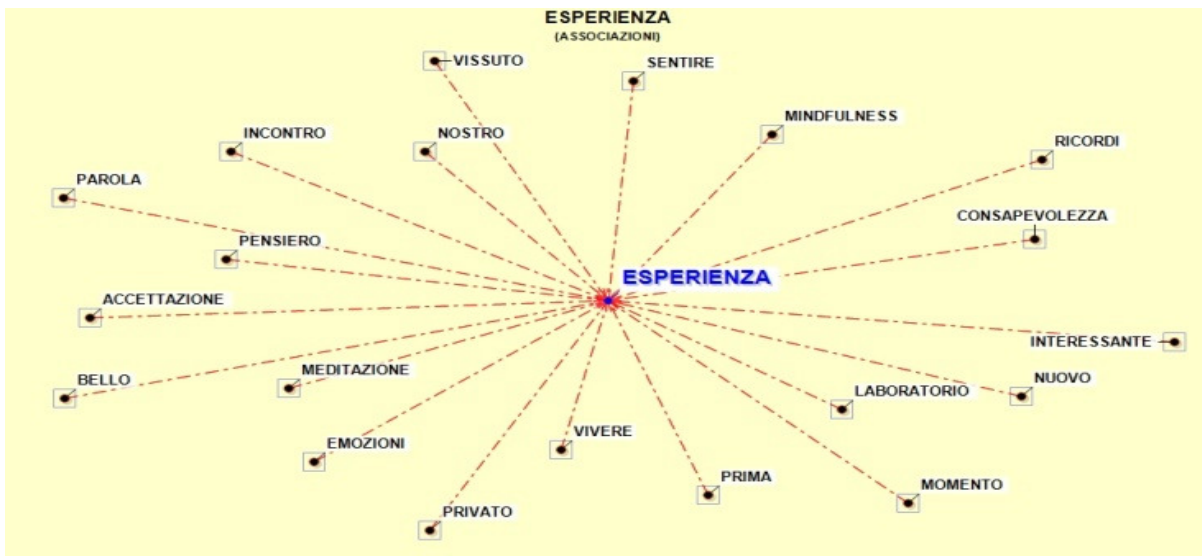 ESPERIENZA
(ASSOCIAZIONI)
VISSUTO
SENTIRE
MINDFULNESS
INCONTRO
NOSTRO
RICORDI
PAROLA
CONSAPEVOLEZZA
PENSIERO
ESPERIENZA
ACCETTAZIONE
INTERESSANTE
MEDITAZIONE
BELLO
NUOVO
LABORATORIO
VIVERE
EMOZIONI
PRIMA
MOMENTO
PRIVATO